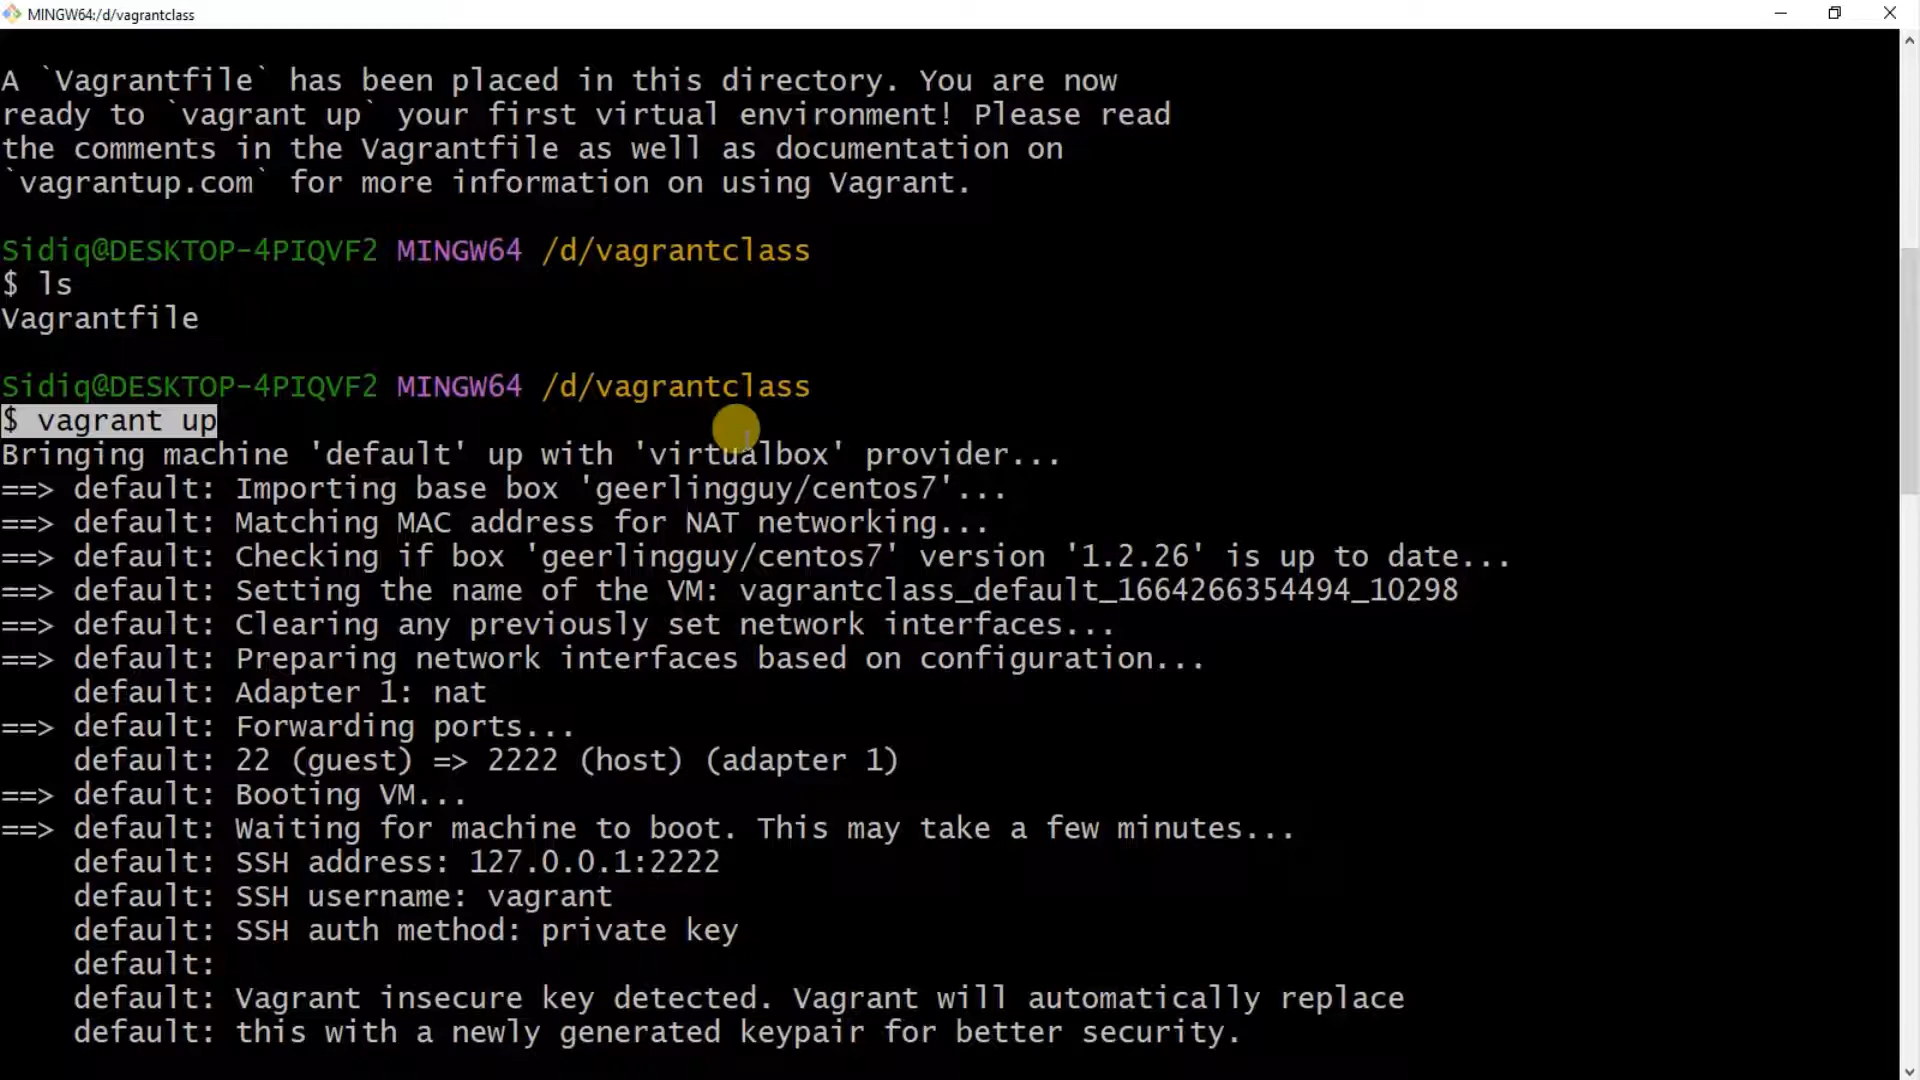 MINGW64:/d/vagrantclass
A `Vagrantfile` has been placed in this directory. You are now
ready to `vagrant up` your first virtual environment! Please read
the comments in the Vagrantfile as well as documentation on
`vagrantup.com` for more information on using Vagrant.
Sidiq@DESKTOP-4PIQVF2 MINGW64 /d/vagrantclass
$ ls
Vagrantfile
Sidiq@DESKTOP-4PIQVF2 MINGW64 /d/vagrantclass
$ vagrant up
Bringing machine 'default' up with 'virtualbox' provider...
==> default: Importing base box 'geerlingguy/centos7'...
==> default: Matching MAC address for NAT networking...
==> default: Checking if box 'geerlingguy/centos7' version '1.2.26' is up to date...
==> default: Setting the name of the VM: vagrantclass_default_1664266354494_10298
==> default: Clearing any previously set network interfaces...
==> default: Preparing network interfaces based on configuration...
default: Adapter 1: nat
==> default: Forwarding ports...
default: 22 (guest) => 2222 (host) (adapter 1)
==> default: Booting VM...
==> default: Waiting for machine to boot. This may take a few minutes...
default: SSH address: 127.0.0.1:2222
default: SSH username: vagrant
default: SSH auth method: private key
default:
default: Vagrant insecure key detected. Vagrant will automatically replace
default: this with a newly generated keypair for better security.